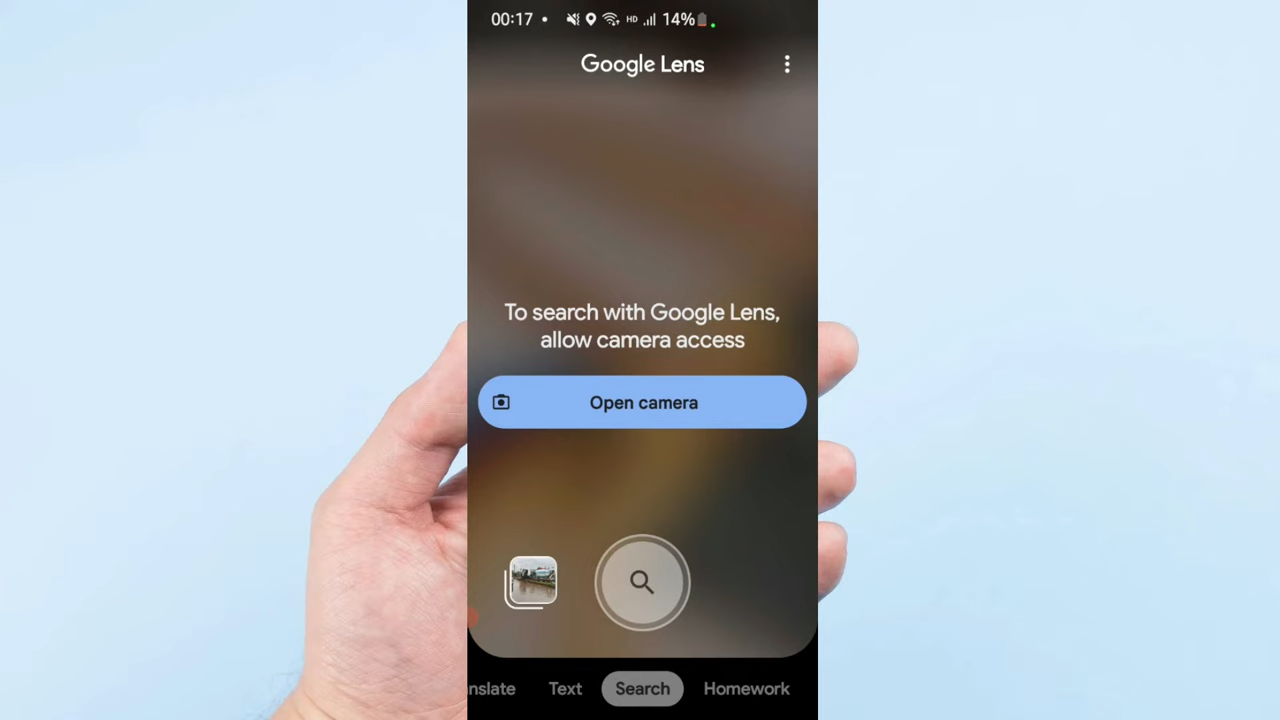 00:17 HD 14%
Google Lens
To search with Google Lens,
allow camera access
Open camera
nslate Text Search Homework